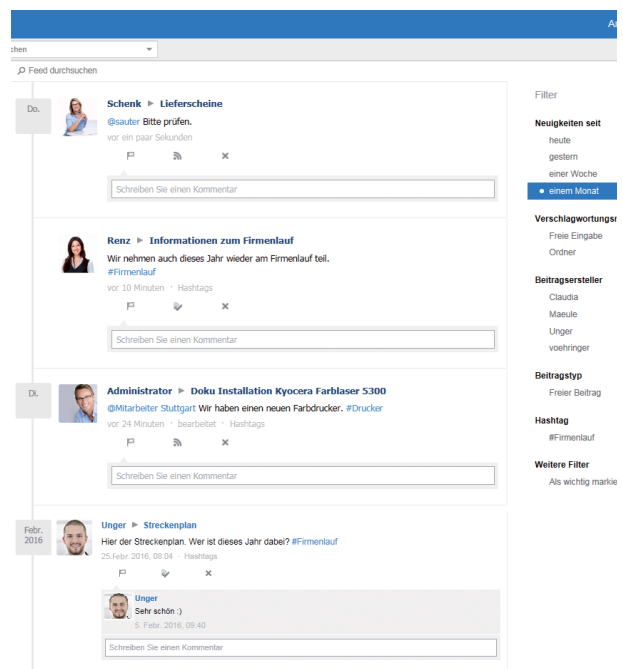 Feed durchsuchen
Do.
Schenk ► Lieferscheine
@sauter Bitte prüfen.
vor ein paar Sekunden
Schreiben Sie einen Kommentar
Renz ► Informationen zum Firmenlauf
Wir nehmen auch dieses Jahr wieder am Firmenlauf teil.
#Firmenlauf
vor 10 Minuten · Hashtags
Schreiben Sie einen Kommentar
Di.
Administrator ► Doku Installation Kyocera Farblaser 5300
@Mitarbeiter Stuttgart Wir haben einen neuen Farbdrucker. #Drucker
vor 24 Minuten · bearbeitet · Hashtags
Schreiben Sie einen Kommentar
Febr.
2016
Unger ► Streckenplan
Hier der Streckenplan. Wer ist dieses Jahr dabei? #Firmenlauf
25.Febr. 2016, 08:04 · Hashtags
Unger
Sehr schön :)
5. Febr. 2016, 09:40
Schreiben Sie einen Kommentar
Filter
Neuigkeiten seit
heute
gestern
einer Woche
einem Monat
Freie Eingabe
Ordner
Beitragsersteller
Claudia
Maeule
Unger
voehringer
Beitragstyp
Freier Beitrag
Hashtag
#Firmenlauf
Weitere Filter
Als wichtig